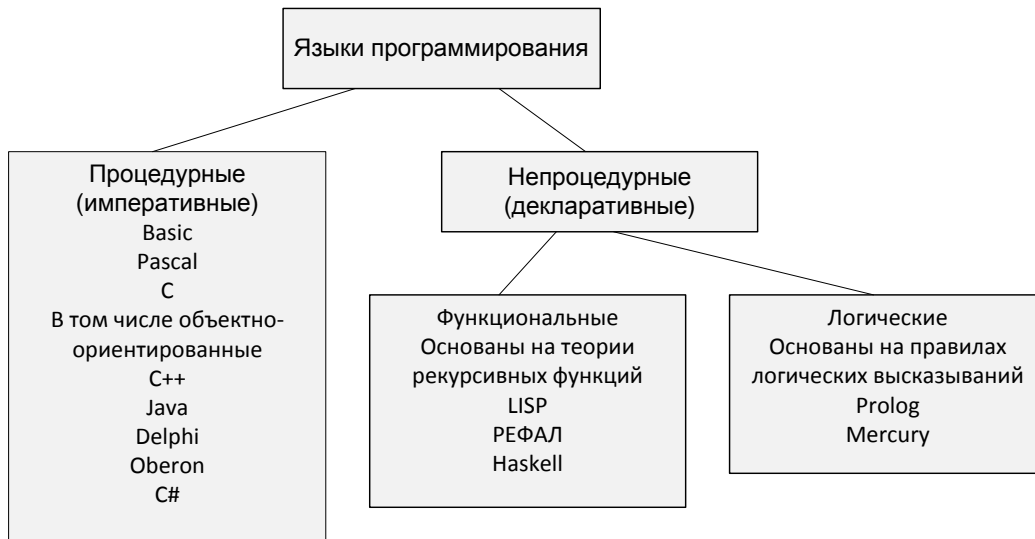 Языки программирования
Процедурные
(императивные)
Basic
Pascal
C
В том числе объектно-
ориентированные
C++
Java
Delphi
Oberon
C#
Непроцедурные
(декларативные)
Функциональные
Основаны на теории
рекурсивных функций
LISP
РЕФАЛ
Haskell
Логические
Основаны на правилах
логических высказываний
Prolog
Mercury